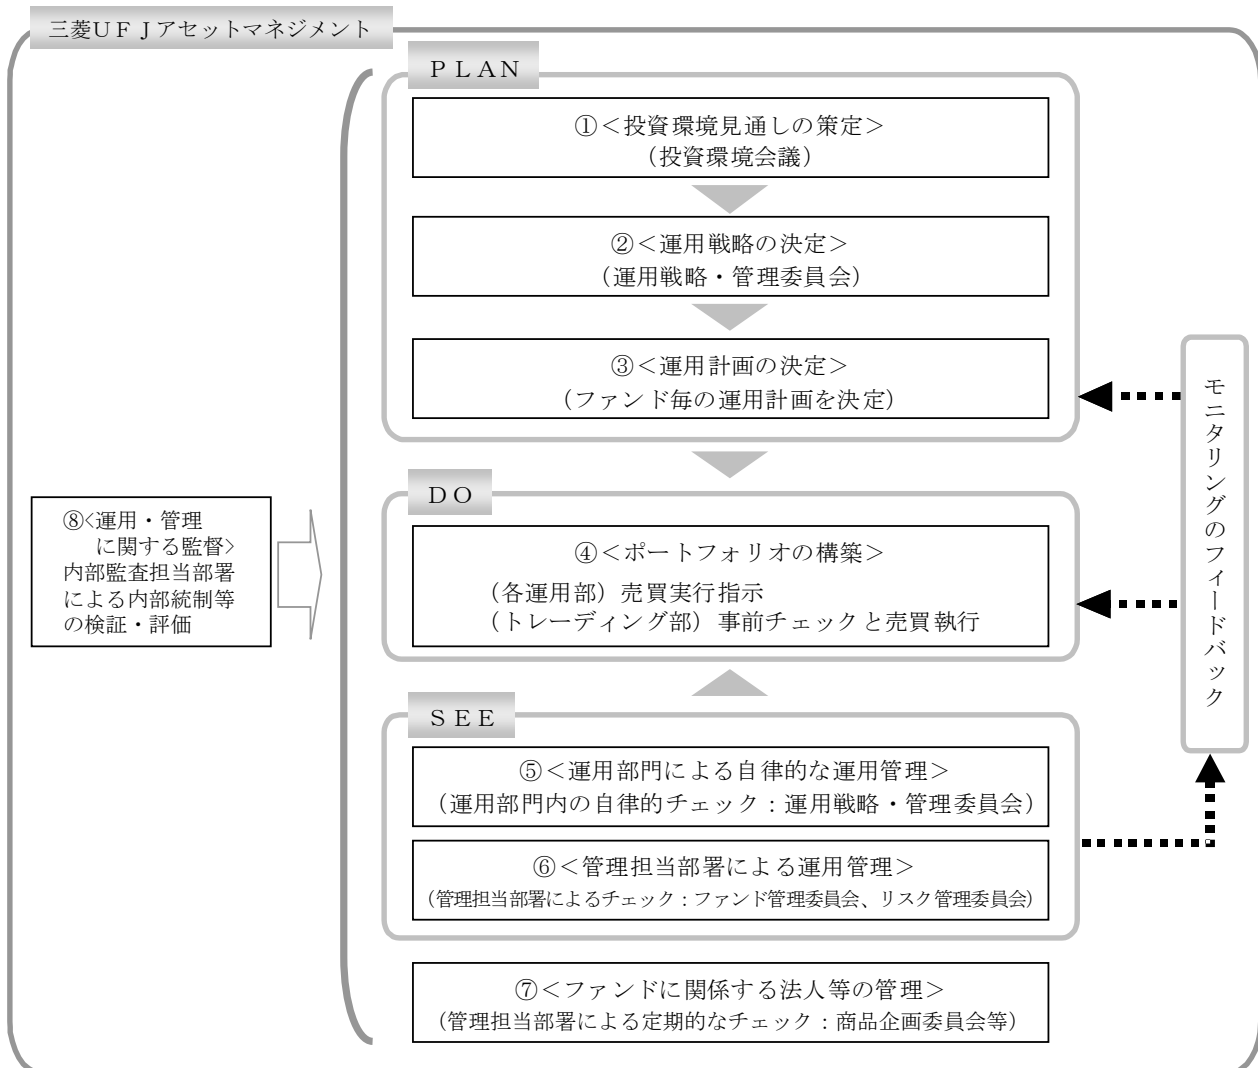 三菱ＵＦＪアセットマネジメント
ＰＬＡＮ
①＜投資環境見通しの策定＞
（投資環境会議）
②＜運用戦略の決定＞
（運用戦略・管理委員会）
③＜運用計画の決定＞
（ファンド毎の運用計画を決定）
ＤＯ
④＜ポートフォリオの構築＞
（各運用部）売買実行指示
（トレーディング部）事前チェックと売買執行
ＳＥＥ
⑤＜運用部門による自律的な運用管理＞
（運用部門内の自律的チェック：運用戦略・管理委員会）
⑥＜管理担当部署による運用管理＞
（管理担当部署によるチェック：ファンド管理委員会、リスク管理委員会）
⑦＜ファンドに関係する法人等の管理＞
（管理担当部署による定期的なチェック：商品企画委員会等）
⑧<運用・管理
に関する監督>
内部監査担当部署
による内部統制等
の検証・評価
モニタリングのフィードバック